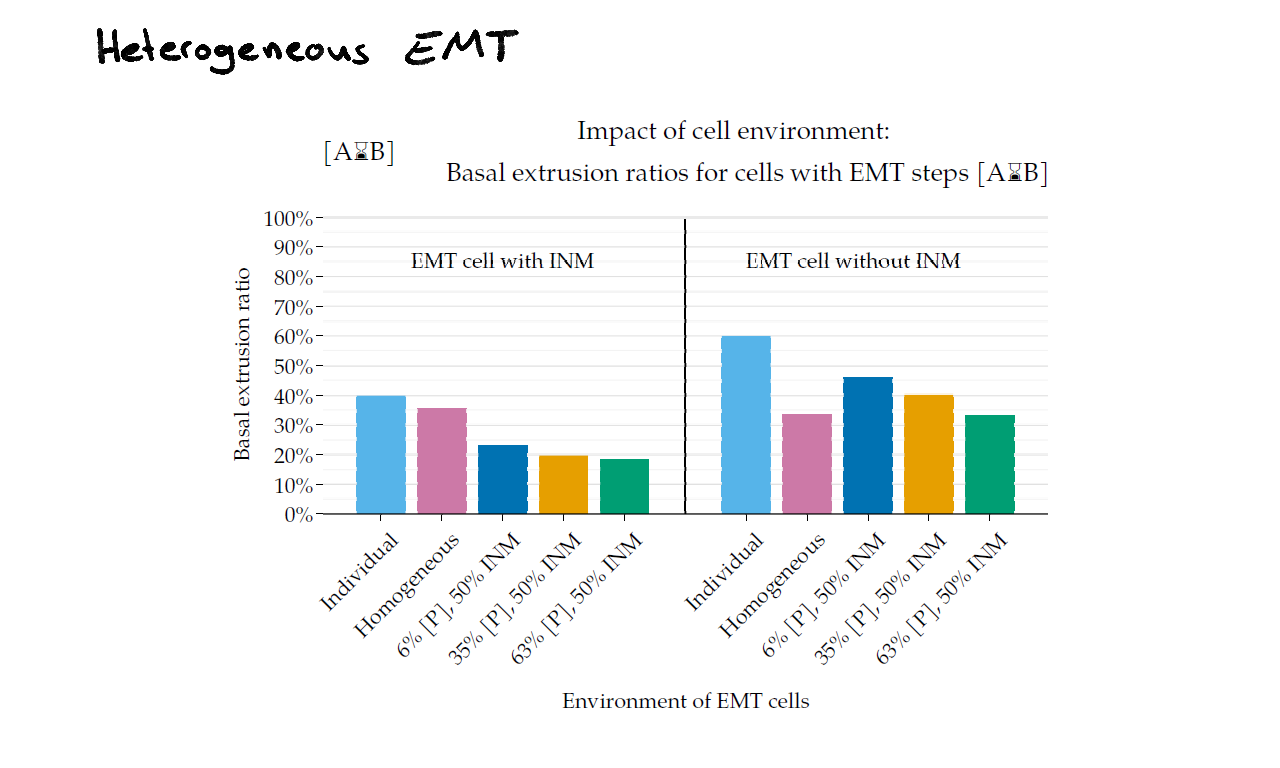 Heterogeneous EMT
Impact of cell environment:
[A⌛B]
Basal extrusion ratios for cells with EMT steps [A⌛B]
100%
90%
80%
70%
60%
50%
40%
30%
20%
10%
0%
Basal extrusion ratio
EMT cell with INM
EMT cell without INM
Individual
Homogeneous
6% [P], 50% INM
35% [P], 50% INM
63% [P], 50% INM
Individual
Homogeneous
6% [P], 50% INM
35% [P], 50% INM
63% [P], 50% INM
Environment of EMT cells